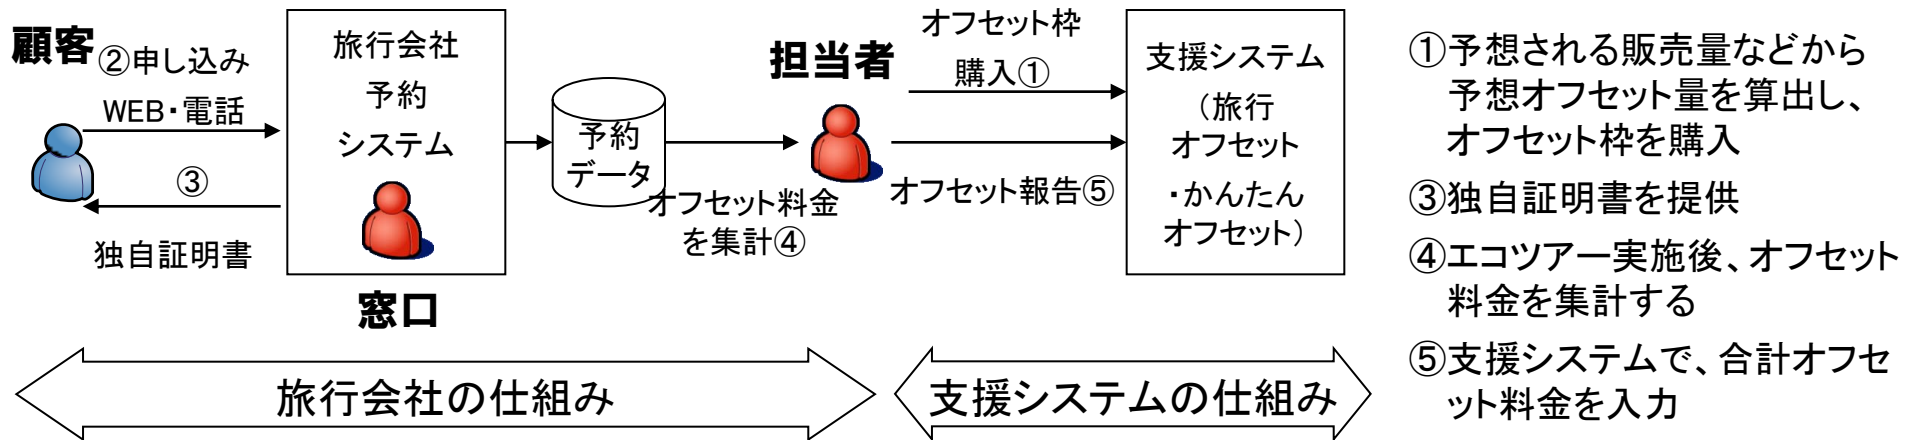 顧客
②申し込み
WEB・電話
③
独自証明書
旅行会社
予約
システム
窓口
予約
データ
オフセット料金
を集計④
担当者
オフセット枠
購入①
オフセット報告⑤
支援システム
（旅行
オフセット
・かんたん
オフセット）
旅行会社の仕組み
支援システムの仕組み
①予想される販売量などから
予想オフセット量を算出し、
オフセット枠を購入
③独自証明書を提供
④エコツアー実施後、オフセット
料金を集計する
⑤支援システムで、合計オフセ
ット料金を入力